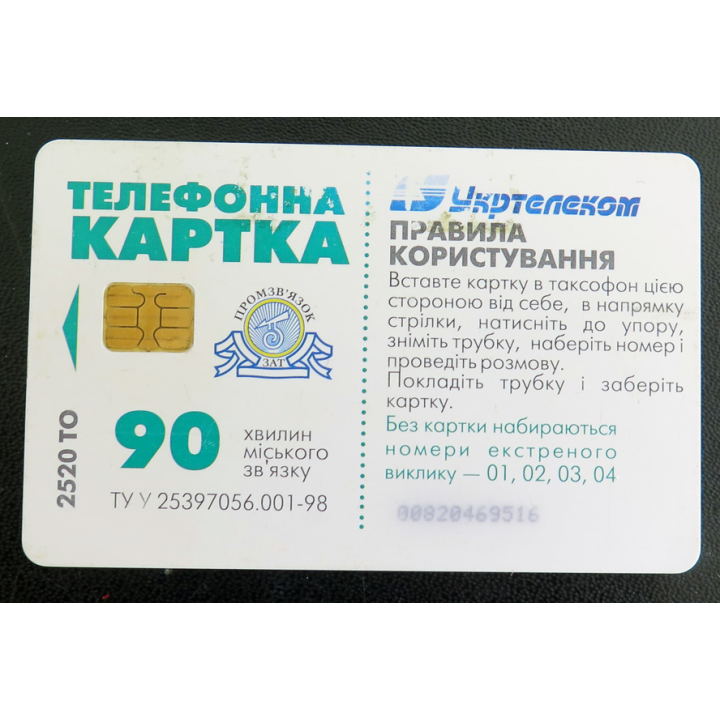 ТЕЛЕФОННА
КАРТКА
ПРОМЗВ'ЯЗОК
ЗАТ
90
ХВИЛИН
МІСЬКОГО
ЗВ'ЯЗКУ
2520 ТО
ТУ У 25397056.001-98
Укртелеком
ПРАВИЛА
КОРИСТУВАННЯ
Вставте картку в таксофон цією
стороною від себе, в напрямку
стрілки, натисніть до упору,
зніміть трубку, наберіть номер і
проведіть розмову.
Покладіть трубку і заберіть
картку.
Без картки набираються
номери екстреного
виклику — 01, 02, 03, 04
00820469516